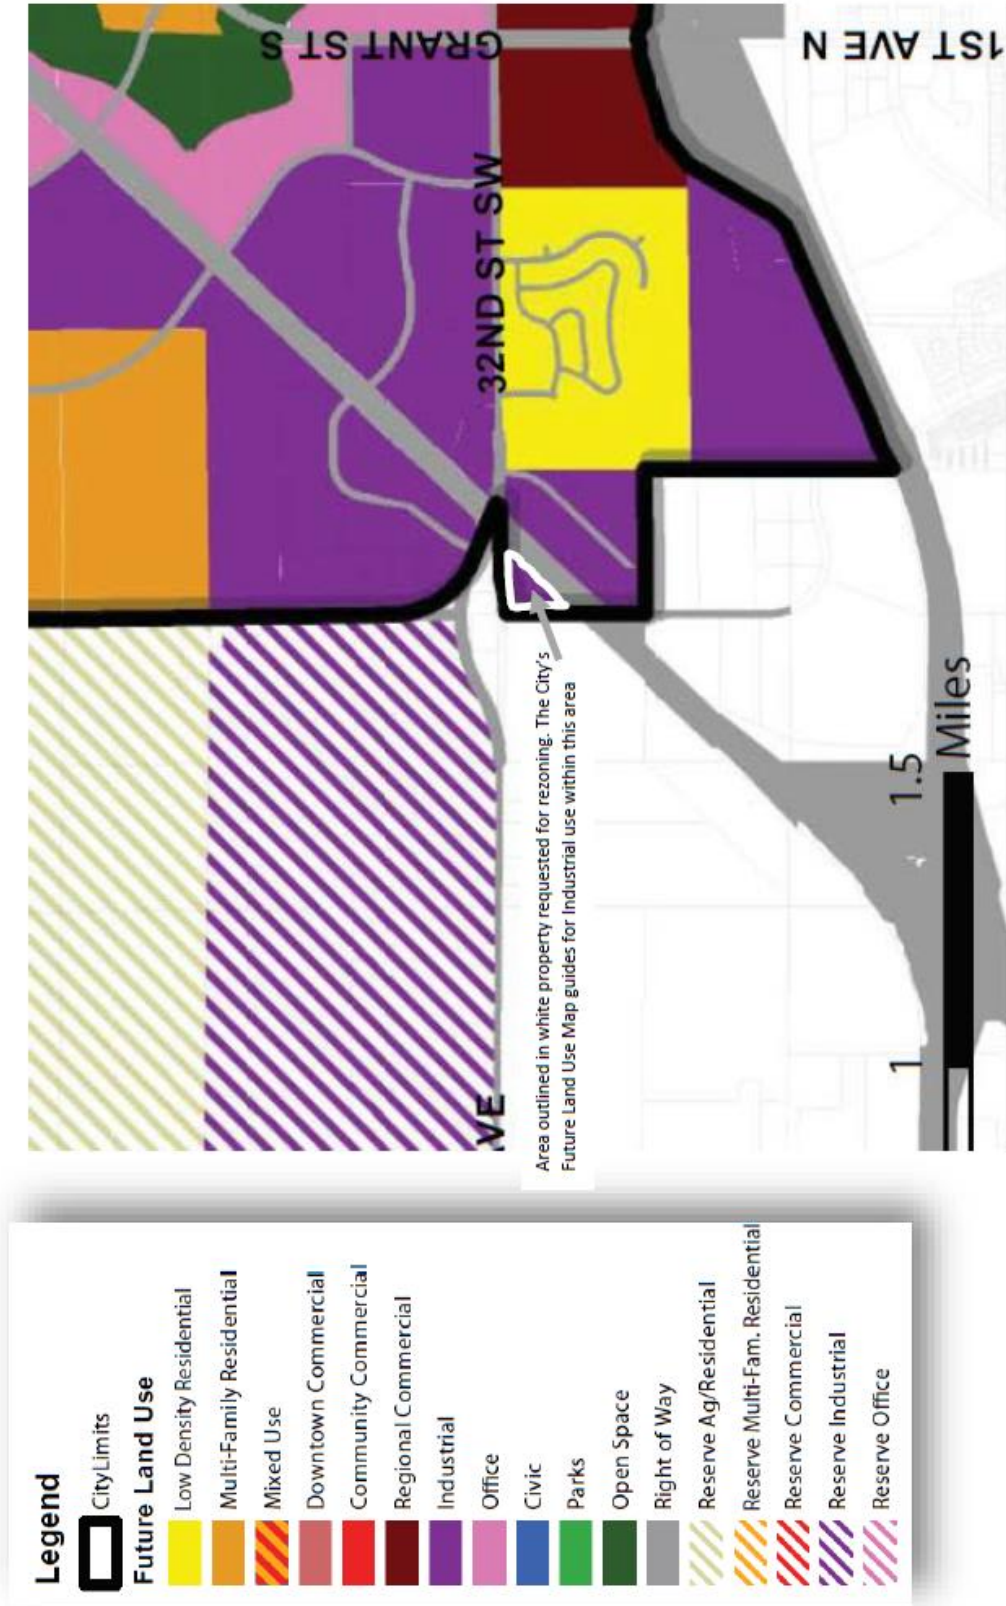 GRANT ST S
1ST AVE N
32ND ST SW
VE
Area outlined in white property requested for rezoning. The City's
Future Land Use Map guides for Industrial use within this area
1
1.5
Miles
Legend
CityLimits
Future Land Use
Low Density Residential
Multi-Family Residential
Mixed Use
Downtown Commercial
Community Commercial
Regional Commercial
Industrial
Office
Civic
Parks
Open Space
Right of Way
Reserve Ag/Residential
Reserve Multi-Fam. Residential
Reserve Commercial
Reserve Industrial
Reserve Office